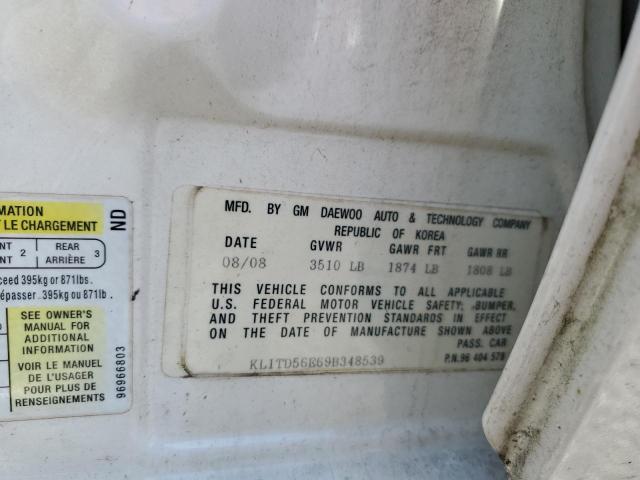 MATION
T LE CHARGEMENT
ND
NT 2 REAR 3
NT ARRIÈRE
ceed 395kg or 871lbs.
épasser 395kg ou 871lb.
SEE OWNER'S
MANUAL FOR
ADDITIONAL
INFORMATION
VOIR LE MANUEL
DE L'USAGER
POUR PLUS DE
RENSEIGNEMENTS
96966803
MFD. BY GM DAEWOO AUTO & TECHNOLOGY COMPANY
REPUBLIC OF KOREA
DATE GVWR GAWR FRT GAWR RR
08/08 3510 LB 1874 LB 1808 LB
THIS VEHICLE CONFORMS TO ALL APPLICABLE
U.S. FEDERAL MOTOR VEHICLE SAFETY, BUMPER,
AND THEFT PREVENTION STANDARDS IN EFFECT
ON THE DATE OF MANUFACTURE SHOWN ABOVE
PASS. CAR
KL1TD56E69B348539
P.N.96 404 578